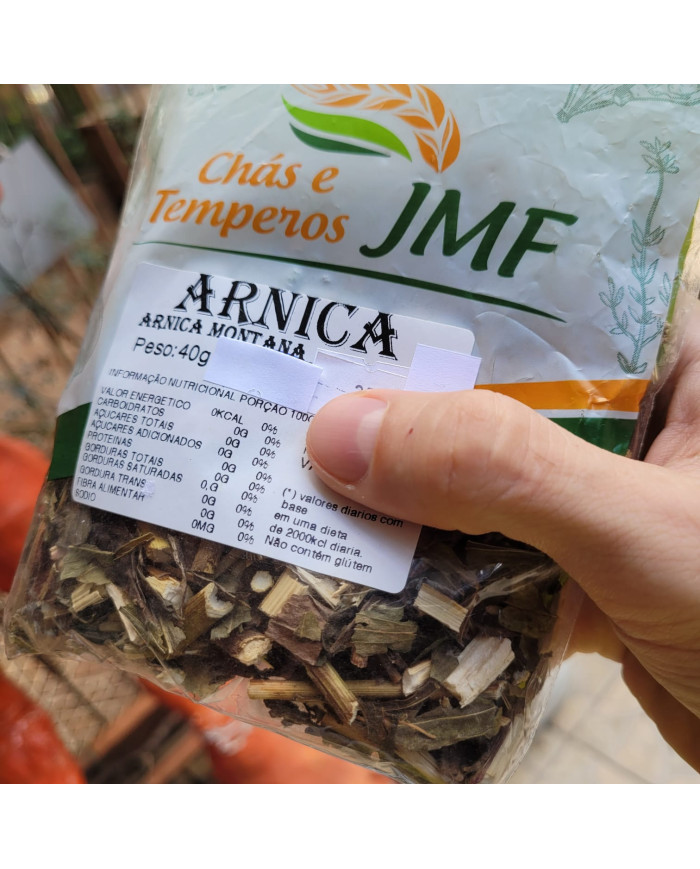 Chás e
Temperos
JMF
ARNICA
ARNICA MONTANA
Peso:40g
INFORMAÇÃO NUTRICIONAL PORÇÃO 100G
VALOR ENERGETICO 0KCAL 0%
CARBOIDRATOS 0G 0%
AÇUCARES TOTAIS 0G 0%
AÇUCARES ADICIONADOS 0G 0%
PROTEINAS 0G 0%
GORDURAS TOTAIS 0G 0%
GORDURAS SATURADAS 0,G 0%
GORDURA TRANS 0G 0%
FIBRA ALIMENTAR 0G 0%
SODIO 0MG 0%
(*) valores diarios com
base
em uma dieta
de 2000kcl diaria.
Não contém glútem